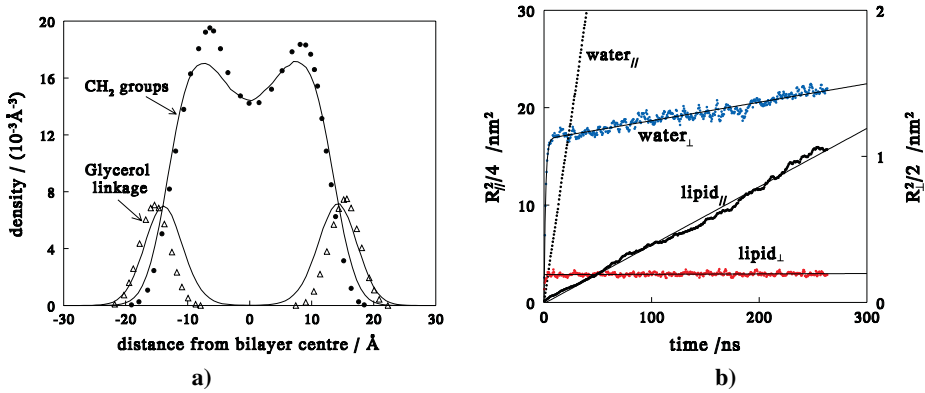 20
16
12
8
4
0
density / (10⁻³Å⁻³)
CH₂ groups
Glycerol
linkage
-30
-20
-10
0
10
20
30
distance from bilayer centre / Å
a)
30
20
10
0
R²∥/4 /nm²
water∥
water⊥
lipid∥
lipid⊥
2
1
0
R²⊥/2 /nm²
0
100
200
300
time /ns
b)